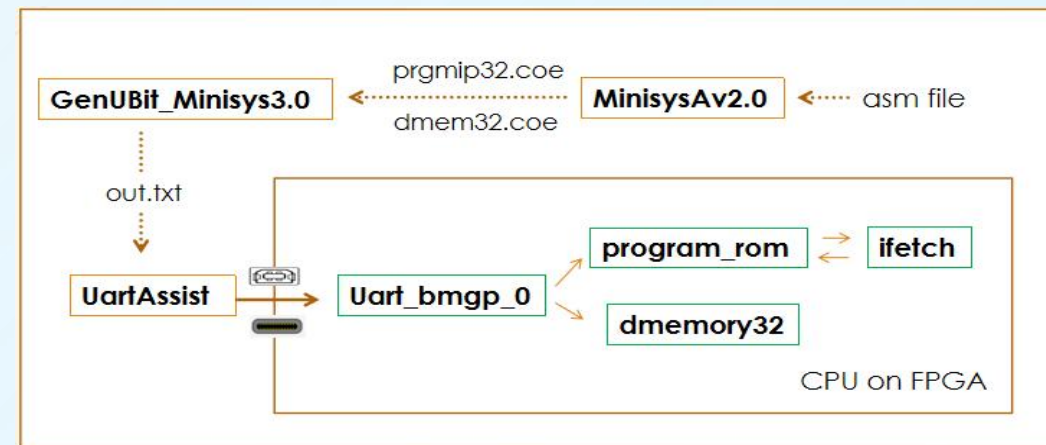 prgmip32.coe
GenUBit_Minisys3.0
MinisysAv2.0
asm file
dmem32.coe
out.txt
program_rom
ifetch
UartAssist
Uart_bmgp_0
dmemory32
CPU on FPGA